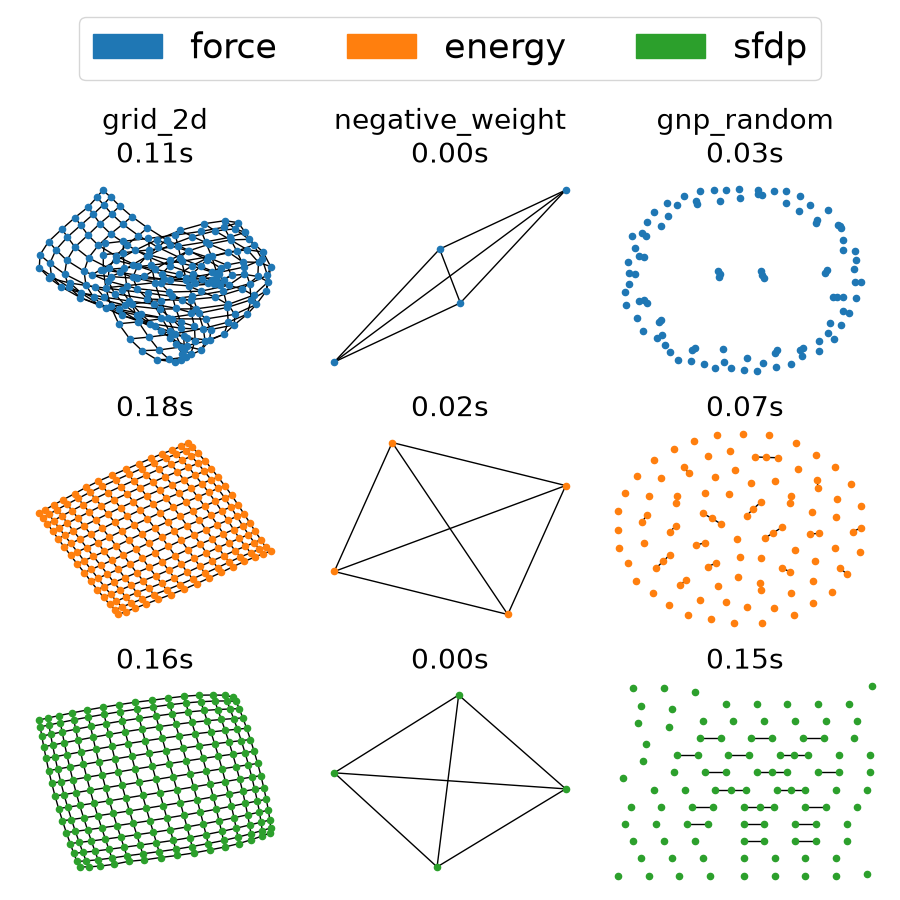 force energy sfdp
grid_2d negative_weight gnp_random
0.11s 0.00s 0.03s
0.18s 0.02s 0.07s
0.16s 0.00s 0.15s